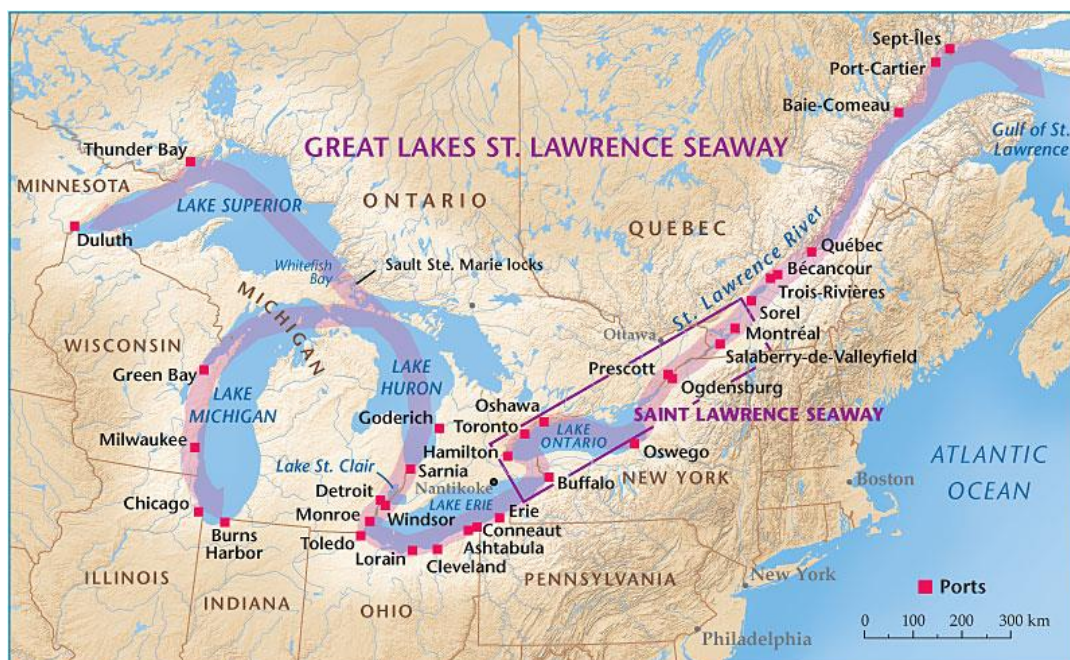 Sept-Îles
Port-Cartier
Baie-Comeau
Gulf of St.
Lawrence
GREAT LAKES ST. LAWRENCE SEAWAY
Thunder Bay
MINNESOTA
LAKE SUPERIOR
ONTARIO
QUEBEC
Duluth
Québec
Whitefish
Bay
Sault Ste. Marie locks
St. Lawrence River
Bécancour
Trois-Rivières
Sorel
MICHIGAN
Ottawa
Montréal
WISCONSIN
Salaberry-de-Valleyfield
Green Bay
Prescott
Ogdensburg
LAKE
MICHIGAN
LAKE
HURON
Goderich
Oshawa
Toronto
SAINT LAWRENCE SEAWAY
LAKE
ONTARIO
Milwaukee
Hamilton
Oswego
ATLANTIC
OCEAN
Lake St. Clair
Sarnia
Nantikoke
Buffalo
NEW YORK
Boston
Detroit
LAKE ERIE
Chicago
Monroe
Windsor
Erie
Burns
Harbor
Toledo
Conneaut
Ashtabula
Lorain
Cleveland
ILLINOIS
INDIANA
OHIO
PENNSYLVANIA
New York
Ports
Philadelphia
0 100 200 300 km